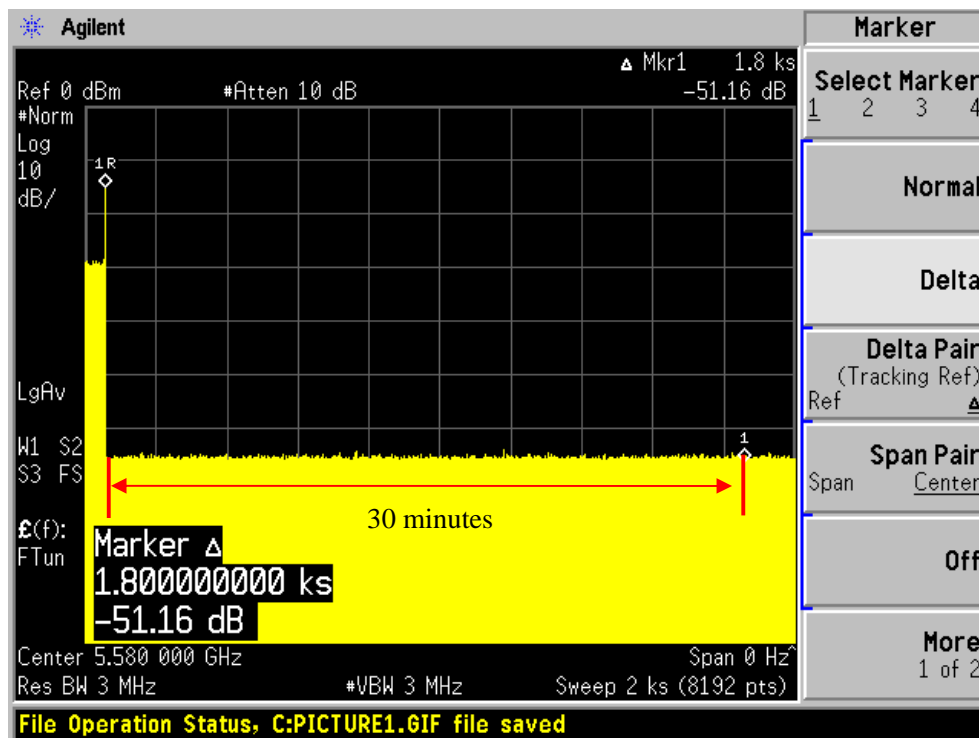 Agilent
Marker
Δ Mkr1 1.8 ks
Ref 0 dBm #Atten 10 dB -51.16 dB
#Norm
Log
10
dB/
1R
LgAv
W1 S2
S3 FS
£(f):
FTun
1
30 minutes
Marker Δ
1.800000000 ks
-51.16 dB
Center 5.580 000 GHz Span 0 Hz^
Res BW 3 MHz #VBW 3 MHz Sweep 2 ks (8192 pts)
File Operation Status, C:PICTURE1.GIF file saved
Select Marker
1 2 3 4
Normal
Delta
Delta Pair
(Tracking Ref)
Ref Δ
Span Pair
Span Center
Off
More
1 of 2